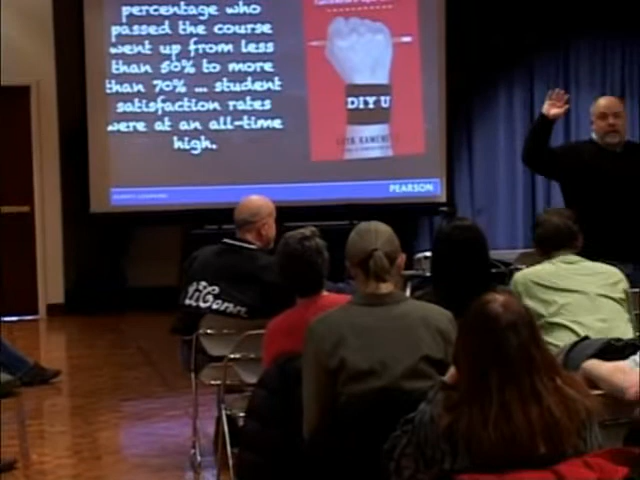 percentage who
passed the course
went up from less
than 50% to more
than 70% ... student
satisfaction rates
were at an all-time
high.
DIY U
PEARSON